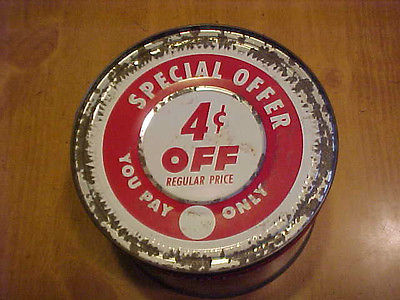 SPECIAL OFFER
4¢
OFF
REGULAR PRICE
YOU PAY ONLY